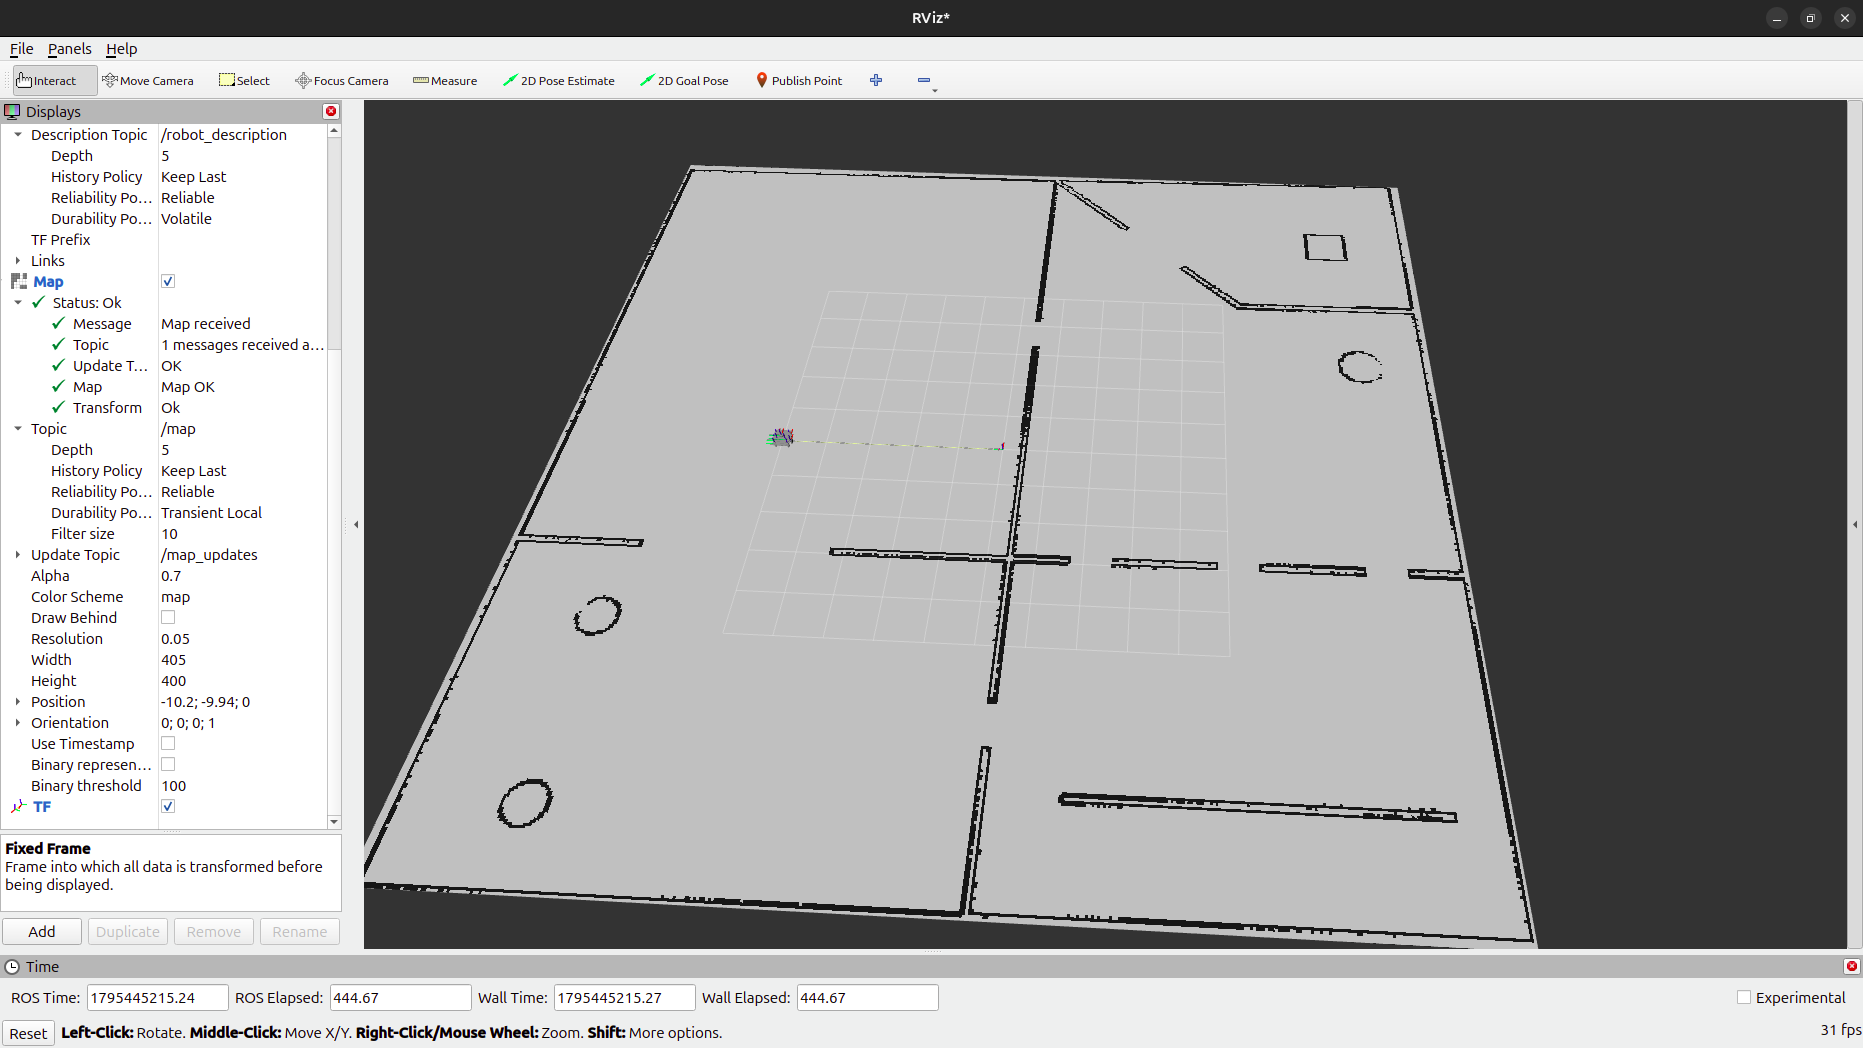 RViz*
File Panels Help
Interact Move Camera Select Focus Camera Measure 2D Pose Estimate 2D Goal Pose Publish Point
Displays
Description Topic /robot_description
Depth 5
History Policy Keep Last
Reliability Po... Reliable
Durability Po... Volatile
TF Prefix
Links
Map
Status: Ok
Message Map received
Topic 1 messages received a...
Update T... OK
Map Map OK
Transform Ok
Topic /map
Depth 5
History Policy Keep Last
Reliability Po... Reliable
Durability Po... Transient Local
Filter size 10
Update Topic /map_updates
Alpha 0.7
Color Scheme map
Draw Behind
Resolution 0.05
Width 405
Height 400
Position -10.2; -9.94; 0
Orientation 0; 0; 0; 1
Use Timestamp
Binary represen...
Binary threshold 100
TF
Fixed Frame
Frame into which all data is transformed before
being displayed.
Add Duplicate Remove Rename
Time
ROS Time: 1795445215.24 ROS Elapsed: 444.67 Wall Time: 1795445215.27 Wall Elapsed: 444.67 Experimental
Reset Left-Click: Rotate. Middle-Click: Move X/Y. Right-Click/Mouse Wheel: Zoom. Shift: More options. 31 fps